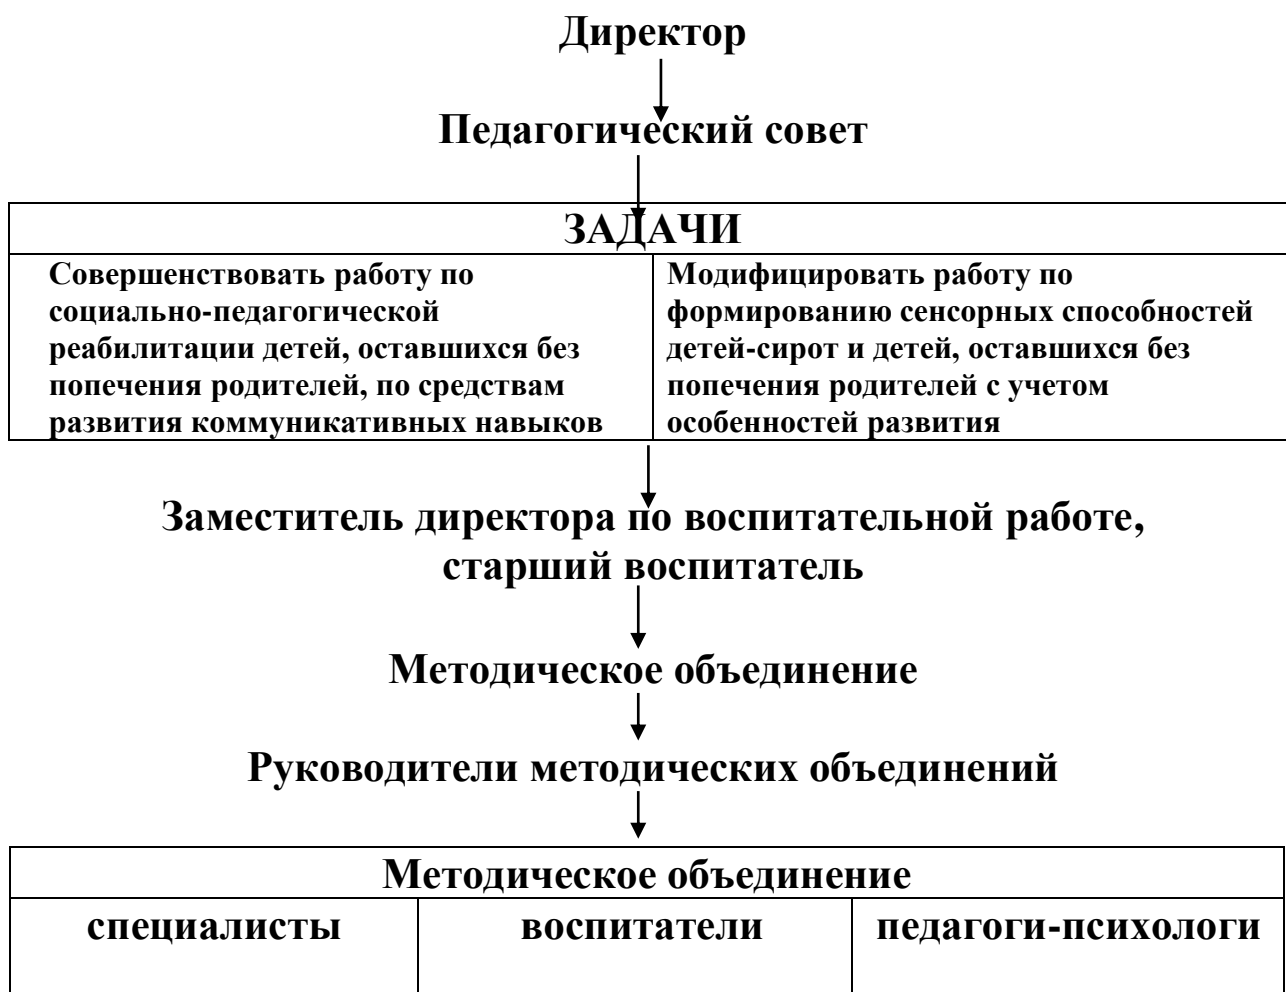 Директор
Педагогический совет
ЗАДАЧИ
Совершенствовать работу по
социально-педагогической
реабилитации детей, оставшихся без
попечения родителей, по средствам
развития коммуникативных навыков
Модифицировать работу по
формированию сенсорных способностей
детей-сирот и детей, оставшихся без
попечения родителей с учетом
особенностей развития
Заместитель директора по воспитательной работе,
старший воспитатель
Методическое объединение
Руководители методических объединений
Методическое объединение
специалисты
воспитатели
педагоги-психологи